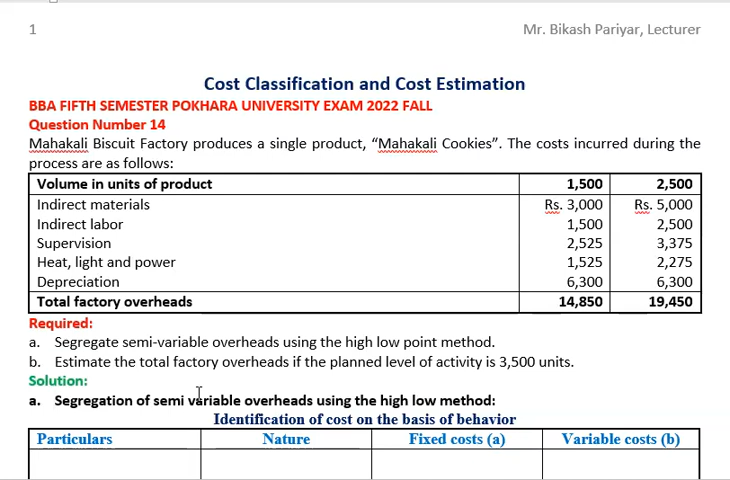 1 Mr. Bikash Pariyar, Lecturer
Cost Classification and Cost Estimation
BBA FIFTH SEMESTER POKHARA UNIVERSITY EXAM 2022 FALL
Question Number 14
Mahakali Biscuit Factory produces a single product, “Mahakali Cookies”. The costs incurred during the
process are as follows:
Volume in units of product 1,500 2,500
Indirect materials Rs. 3,000 Rs. 5,000
Indirect labor 1,500 2,500
Supervision 2,525 3,375
Heat, light and power 1,525 2,275
Depreciation 6,300 6,300
Total factory overheads 14,850 19,450
Required:
a. Segregate semi-variable overheads using the high low point method.
b. Estimate the total factory overheads if the planned level of activity is 3,500 units.
Solution:
a. Segregation of semi variable overheads using the high low method:
Identification of cost on the basis of behavior
Particulars Nature Fixed costs (a) Variable costs (b)